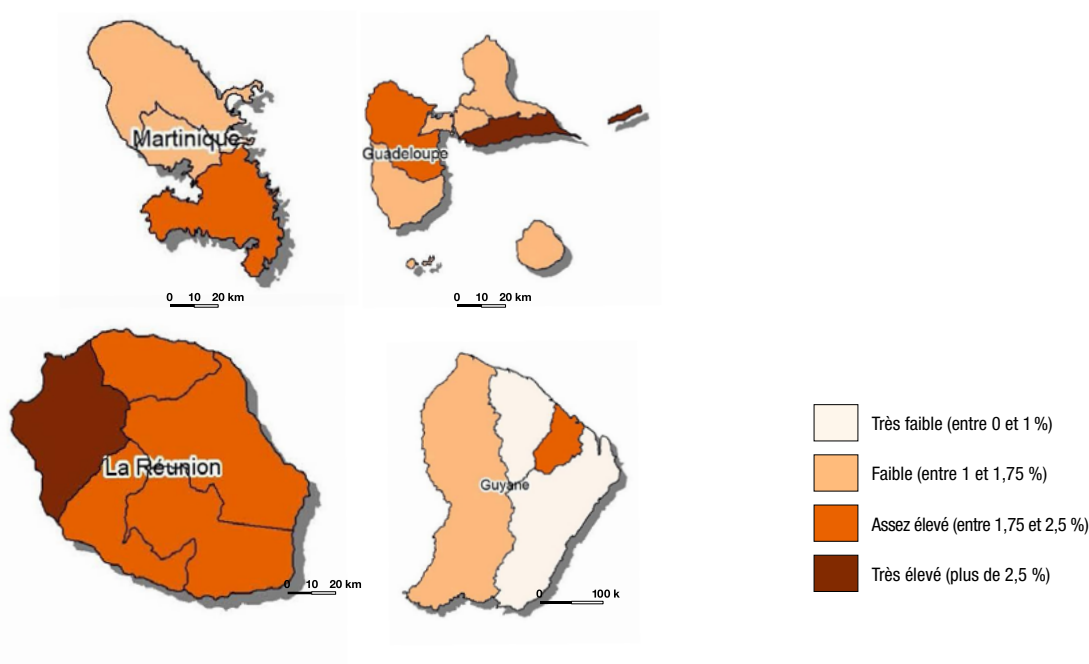 Martinique
Guadeloupe
0 10 20 km
0 10 20 km
La Réunion
Guyane
0 10 20 km
0 100 k
Très faible (entre 0 et 1 %)
Faible (entre 1 et 1,75 %)
Assez élevé (entre 1,75 et 2,5 %)
Très élevé (plus de 2,5 %)